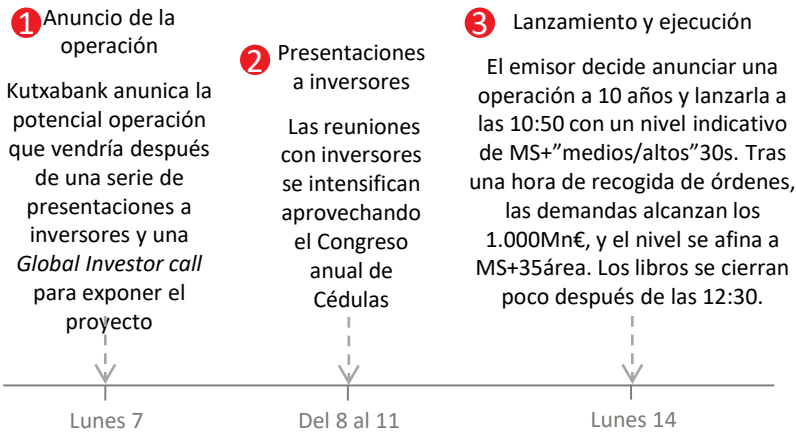 1 Anuncio de la
operación
Kutxabank anunica la
potencial operación
que vendría después
de una serie de
presentaciones a
inversores y una
Global Investor call
para exponer el
proyecto
2 Presentaciones
a inversores
Las reuniones
con inversores
se intensifican
aprovechando
el Congreso
anual de
Cédulas
3 Lanzamiento y ejecución
El emisor decide anunciar una
operación a 10 años y lanzarla a
las 10:50 con un nivel indicativo
de MS+”medios/altos”30s. Tras
una hora de recogida de órdenes,
las demandas alcanzan los
1.000Mn€, y el nivel se afina a
MS+35área. Los libros se cierran
poco después de las 12:30.
Lunes 7
Del 8 al 11
Lunes 14